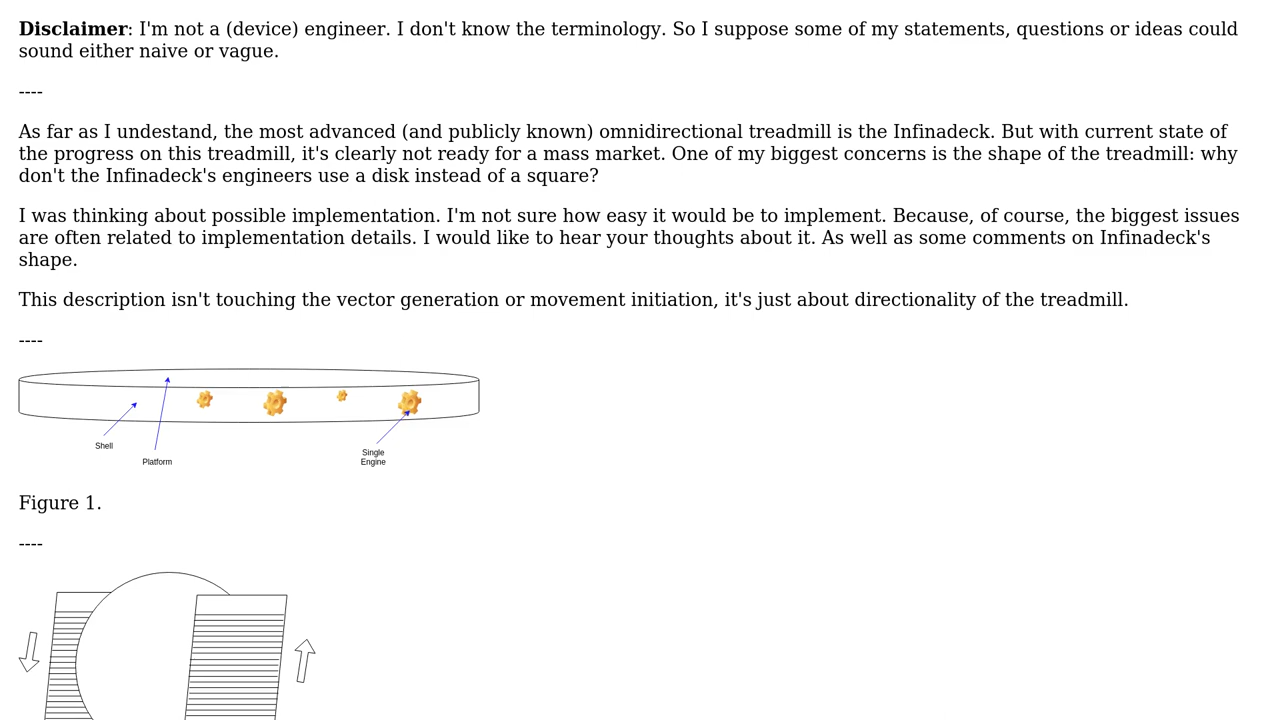 Disclaimer: I'm not a (device) engineer. I don't know the terminology. So I suppose some of my statements, questions or ideas could
sound either naive or vague.
----
As far as I undestand, the most advanced (and publicly known) omnidirectional treadmill is the Infinadeck. But with current state of
the progress on this treadmill, it's clearly not ready for a mass market. One of my biggest concerns is the shape of the treadmill: why
don't the Infinadeck's engineers use a disk instead of a square?
I was thinking about possible implementation. I'm not sure how easy it would be to implement. Because, of course, the biggest issues
are often related to implementation details. I would like to hear your thoughts about it. As well as some comments on Infinadeck's
shape.
This description isn't touching the vector generation or movement initiation, it's just about directionality of the treadmill.
----
Shell
Platform
Single
Engine
Figure 1.
----